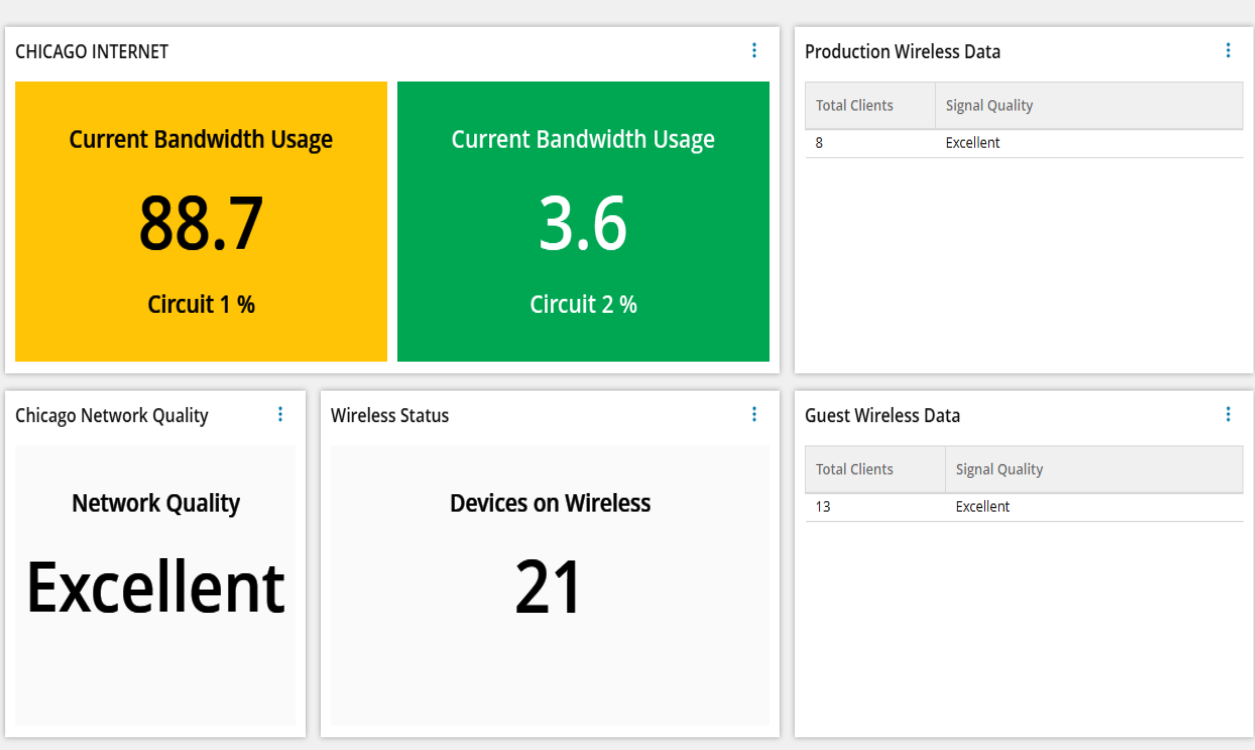 CHICAGO INTERNET
Current Bandwidth Usage
88.7
Circuit 1 %
Current Bandwidth Usage
3.6
Circuit 2 %
Production Wireless Data
Total Clients Signal Quality
8 Excellent
Chicago Network Quality
Network Quality
Excellent
Wireless Status
Devices on Wireless
21
Guest Wireless Data
Total Clients Signal Quality
13 Excellent